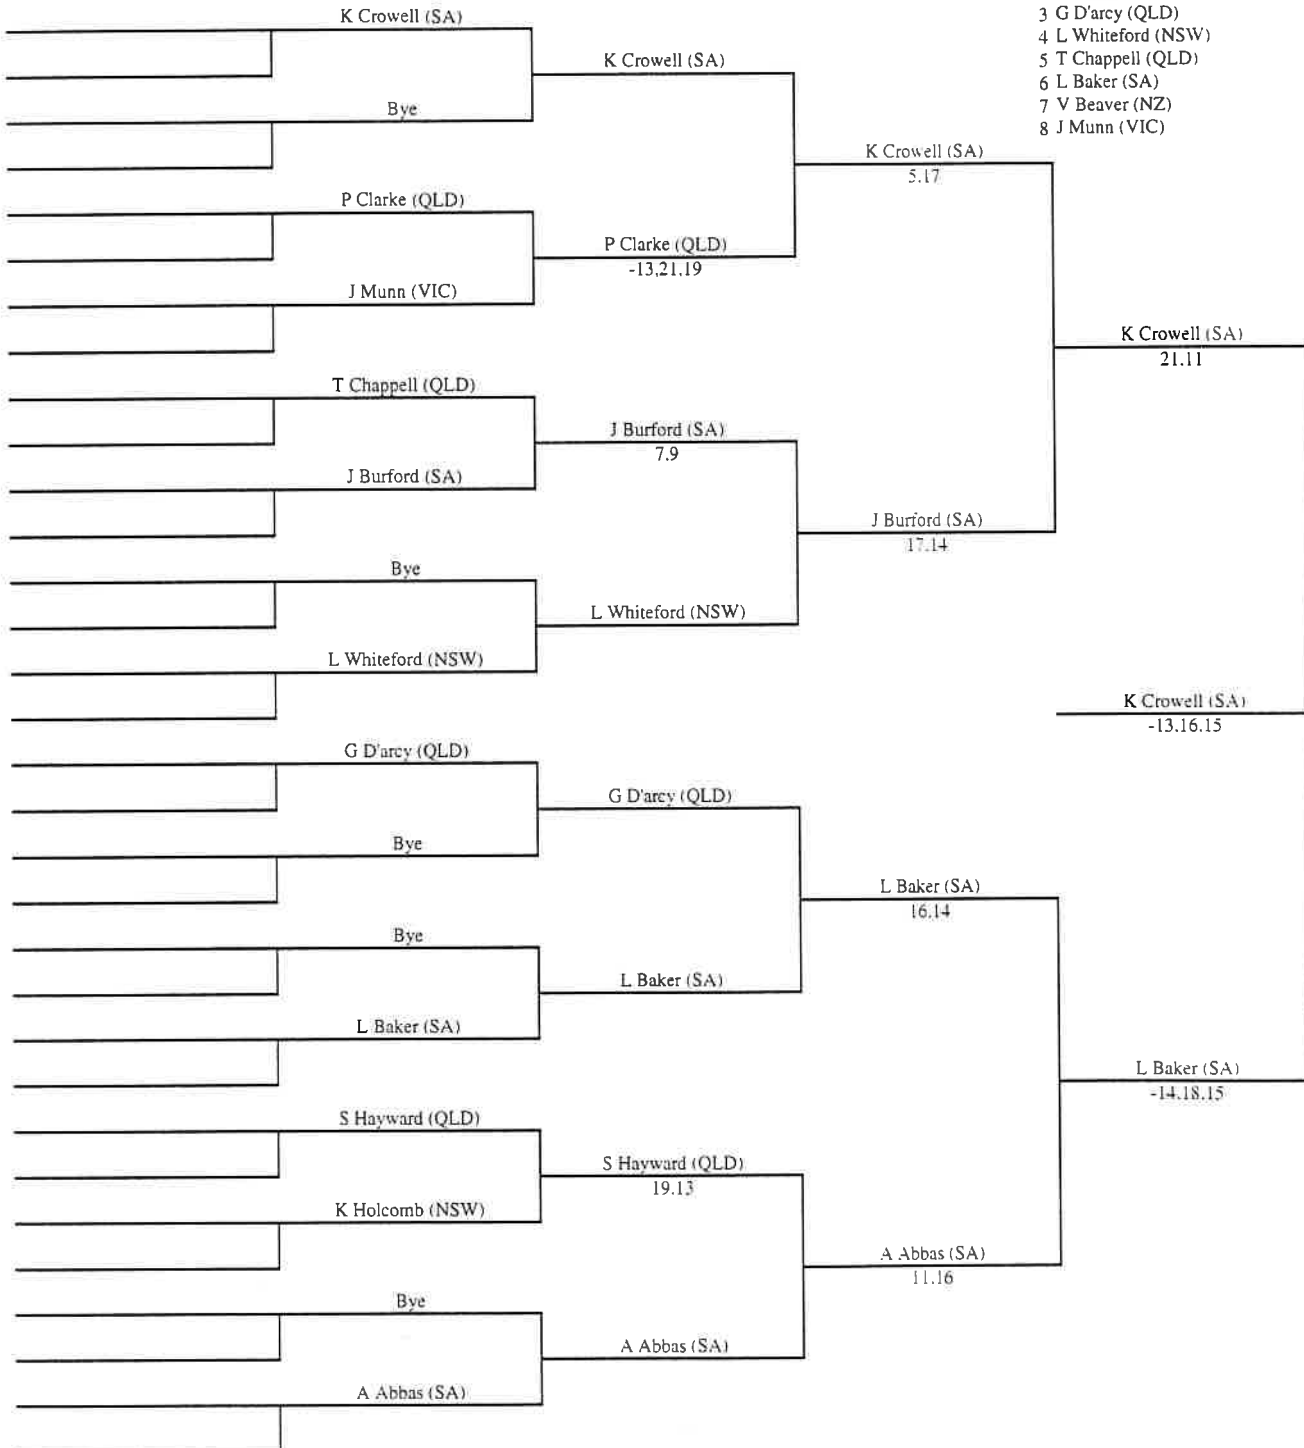 3 G D'arcy (QLD)
4 L Whiteford (NSW)
5 T Chappell (QLD)
6 L Baker (SA)
7 V Beaver (NZ)
8 J Munn (VIC)
K Crowell (SA)
Bye
P Clarke (QLD)
J Munn (VIC)
T Chappell (QLD)
J Burford (SA)
Bye
L Whiteford (NSW)
G D'arcy (QLD)
Bye
Bye
L Baker (SA)
S Hayward (QLD)
K Holcomb (NSW)
Bye
A Abbas (SA)
K Crowell (SA)
P Clarke (QLD)
-13,21,19
J Burford (SA)
7.9
L Whiteford (NSW)
G D'arcy (QLD)
L Baker (SA)
S Hayward (QLD)
19.13
A Abbas (SA)
K Crowell (SA)
5.17
J Burford (SA)
17.14
L Baker (SA)
16.14
A Abbas (SA)
11.16
K Crowell (SA)
21.11
K Crowell (SA)
-13.16.15
L Baker (SA)
-14.18.15